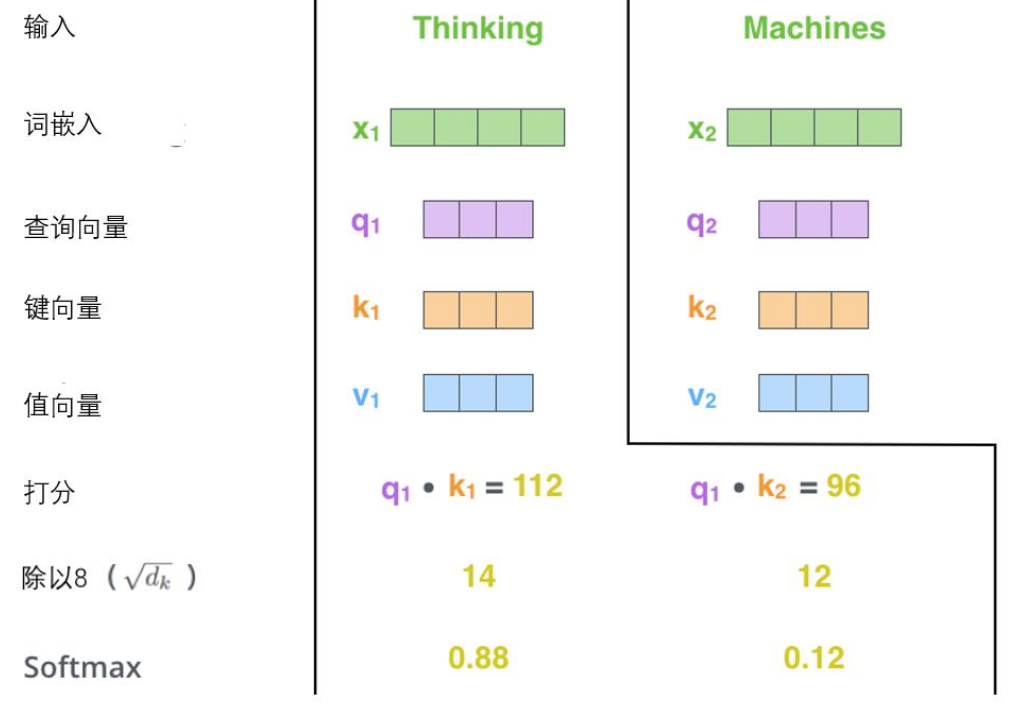 输入 Thinking Machines
词嵌入 x₁ x₂
查询向量 q₁ q₂
键向量 k₁ k₂
值向量 v₁ v₂
打分 q₁ • k₁ = 112 q₁ • k₂ = 96
除以8 ( √dₖ ) 14 12
Softmax 0.88 0.12